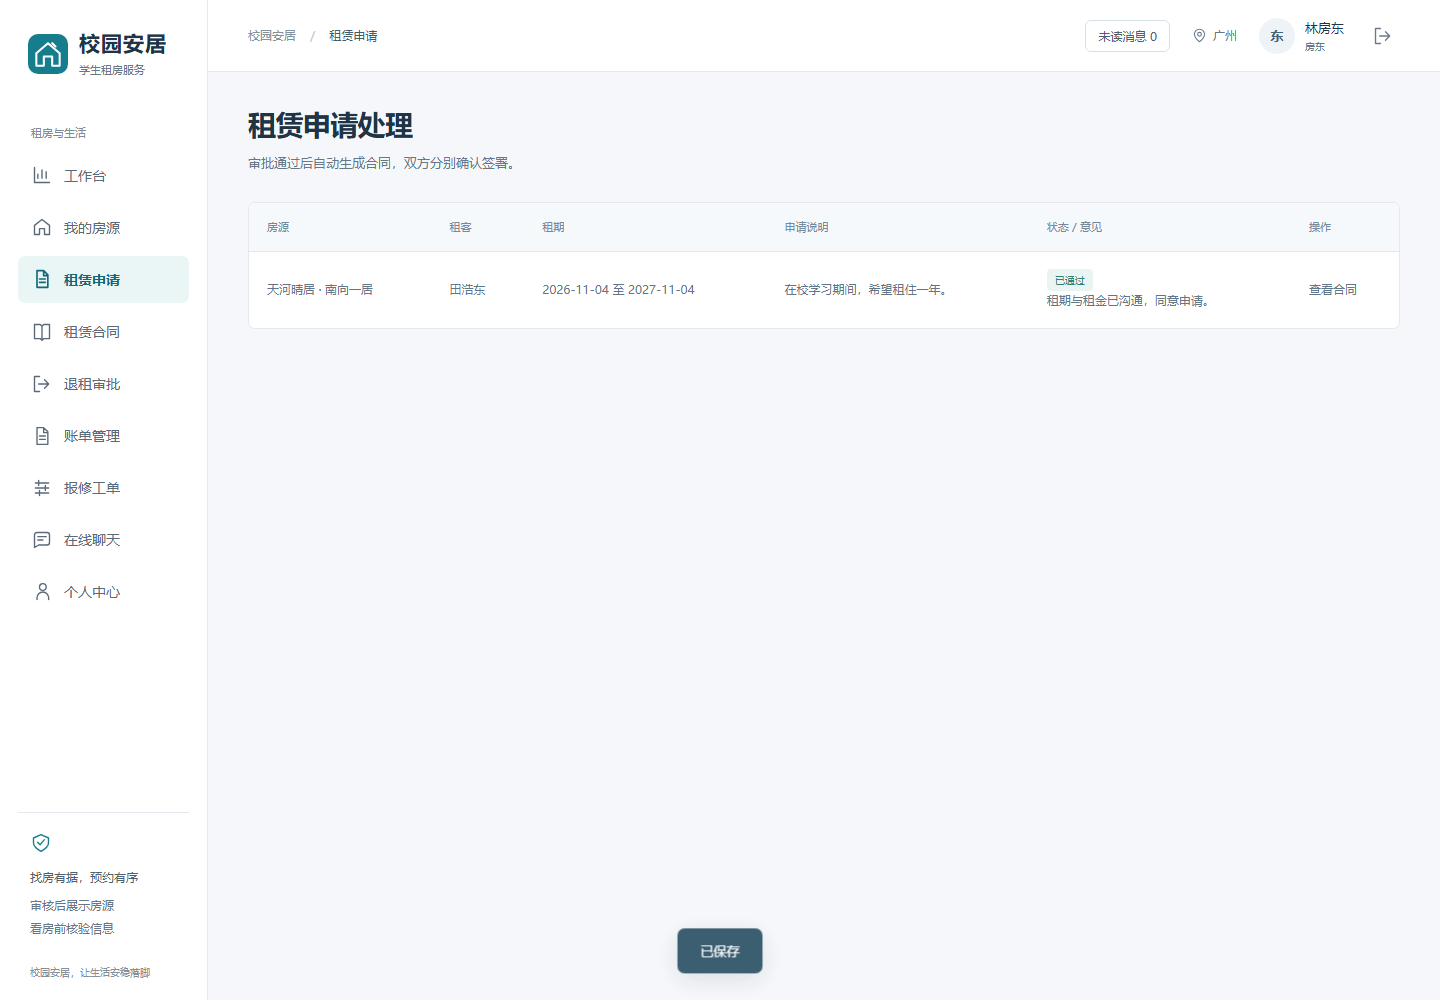 校园安居
学生租房服务
租房与生活
工作台
我的房源
租赁申请
租赁合同
退租审批
账单管理
报修工单
在线聊天
个人中心
找房有据，预约有序
审核后展示房源
看房前核验信息
校园安居，让生活安稳落脚
校园安居 / 租赁申请
未读消息 0
广州
东
林房东
房东
租赁申请处理
审批通过后自动生成合同，双方分别确认签署。
房源 租客 租期 申请说明 状态 / 意见 操作
天河晴居 · 南向一居 田浩东 2026-11-04 至 2027-11-04 在校学习期间，希望租住一年。 已通过 查看合同
租期与租金已沟通，同意申请。
已保存